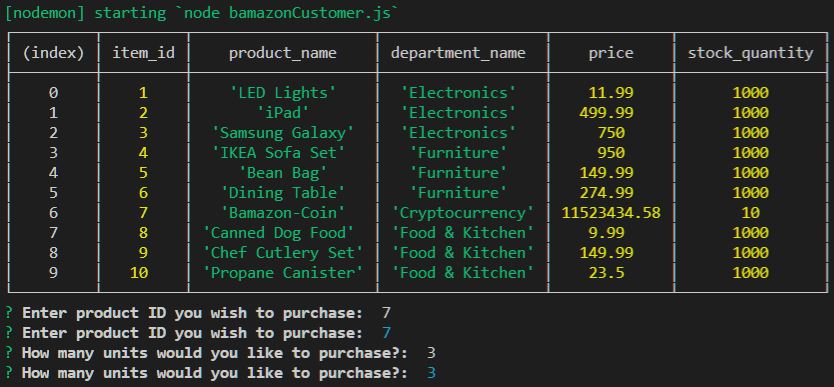 [nodemon] starting `node bamazonCustomer.js`
(index) item_id product_name department_name price stock_quantity
0 1 'LED Lights' 'Electronics' 11.99 1000
1 2 'iPad' 'Electronics' 499.99 1000
2 3 'Samsung Galaxy' 'Electronics' 750 1000
3 4 'IKEA Sofa Set' 'Furniture' 950 1000
4 5 'Bean Bag' 'Furniture' 149.99 1000
5 6 'Dining Table' 'Furniture' 274.99 1000
6 7 'Bamazon-Coin' 'Cryptocurrency' 11523434.58 10
7 8 'Canned Dog Food' 'Food & Kitchen' 9.99 1000
8 9 'Chef Cutlery Set' 'Food & Kitchen' 149.99 1000
9 10 'Propane Canister' 'Food & Kitchen' 23.5 1000
? Enter product ID you wish to purchase: 7
? Enter product ID you wish to purchase: 7
? How many units would you like to purchase?: 3
? How many units would you like to purchase?: 3